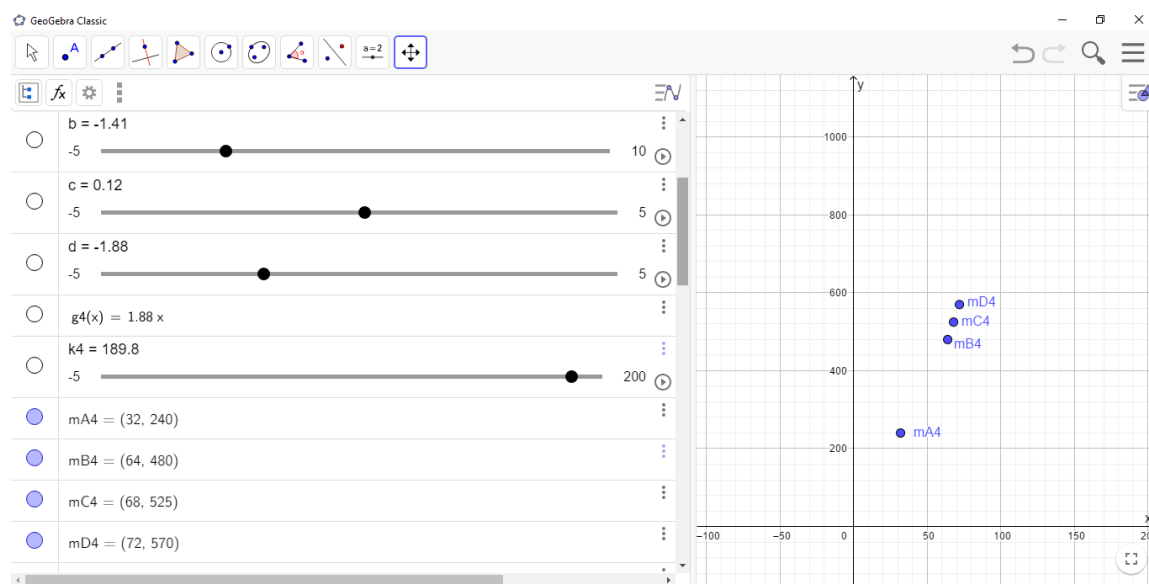 GeoGebra Classic
A
a=2
fx
b = -1.41
-5
10
c = 0.12
-5
5
d = -1.88
-5
5
g4(x) = 1.88 x
k4 = 189.8
-5
200
mA4 = (32, 240)
mB4 = (64, 480)
mC4 = (68, 525)
mD4 = (72, 570)
y
1000
800
600
mD4
mC4
mB4
400
mA4
200
x
-100
-50
0
50
100
150
20